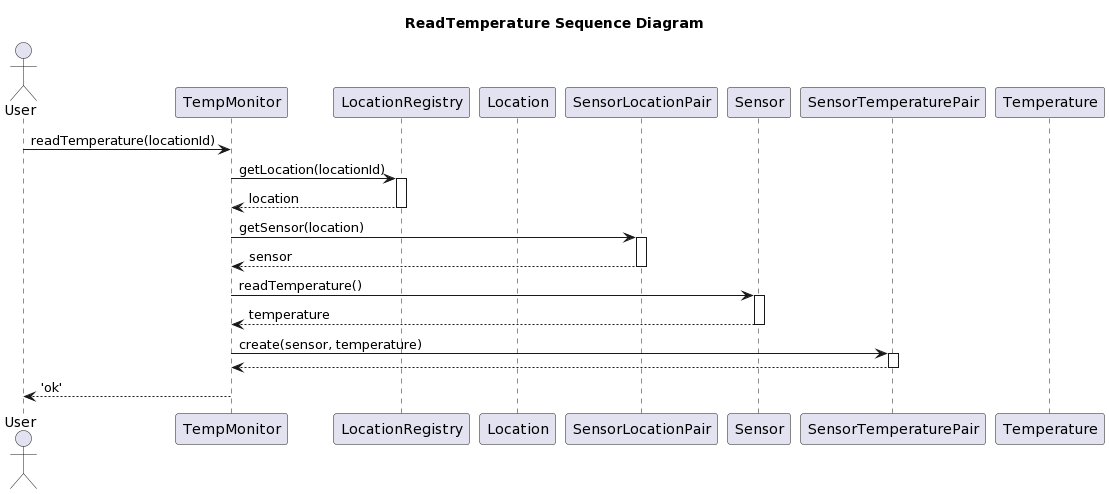 ReadTemperature Sequence Diagram
User
TempMonitor LocationRegistry Location SensorLocationPair Sensor SensorTemperaturePair Temperature
readTemperature(locationId)
getLocation(locationId)
location
getSensor(location)
sensor
readTemperature()
temperature
create(sensor, temperature)
'ok'
User
TempMonitor LocationRegistry Location SensorLocationPair Sensor SensorTemperaturePair Temperature